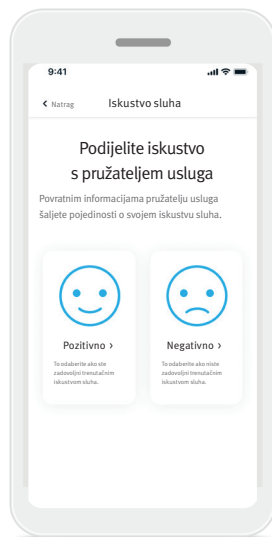 9:41
Natrag
Iskustvo sluha
Podijelite iskustvo
s pružateljem usluga
Povratnim informacijama pružatelju usluga
šaljete pojedinosti o svojem iskustvu sluha.
Pozitivno
To odaberite ako ste
zadovoljni trenutačnim
iskustvom sluha.
Negativno
To odaberite ako niste
zadovoljni trenutačnim
iskustvom sluha.